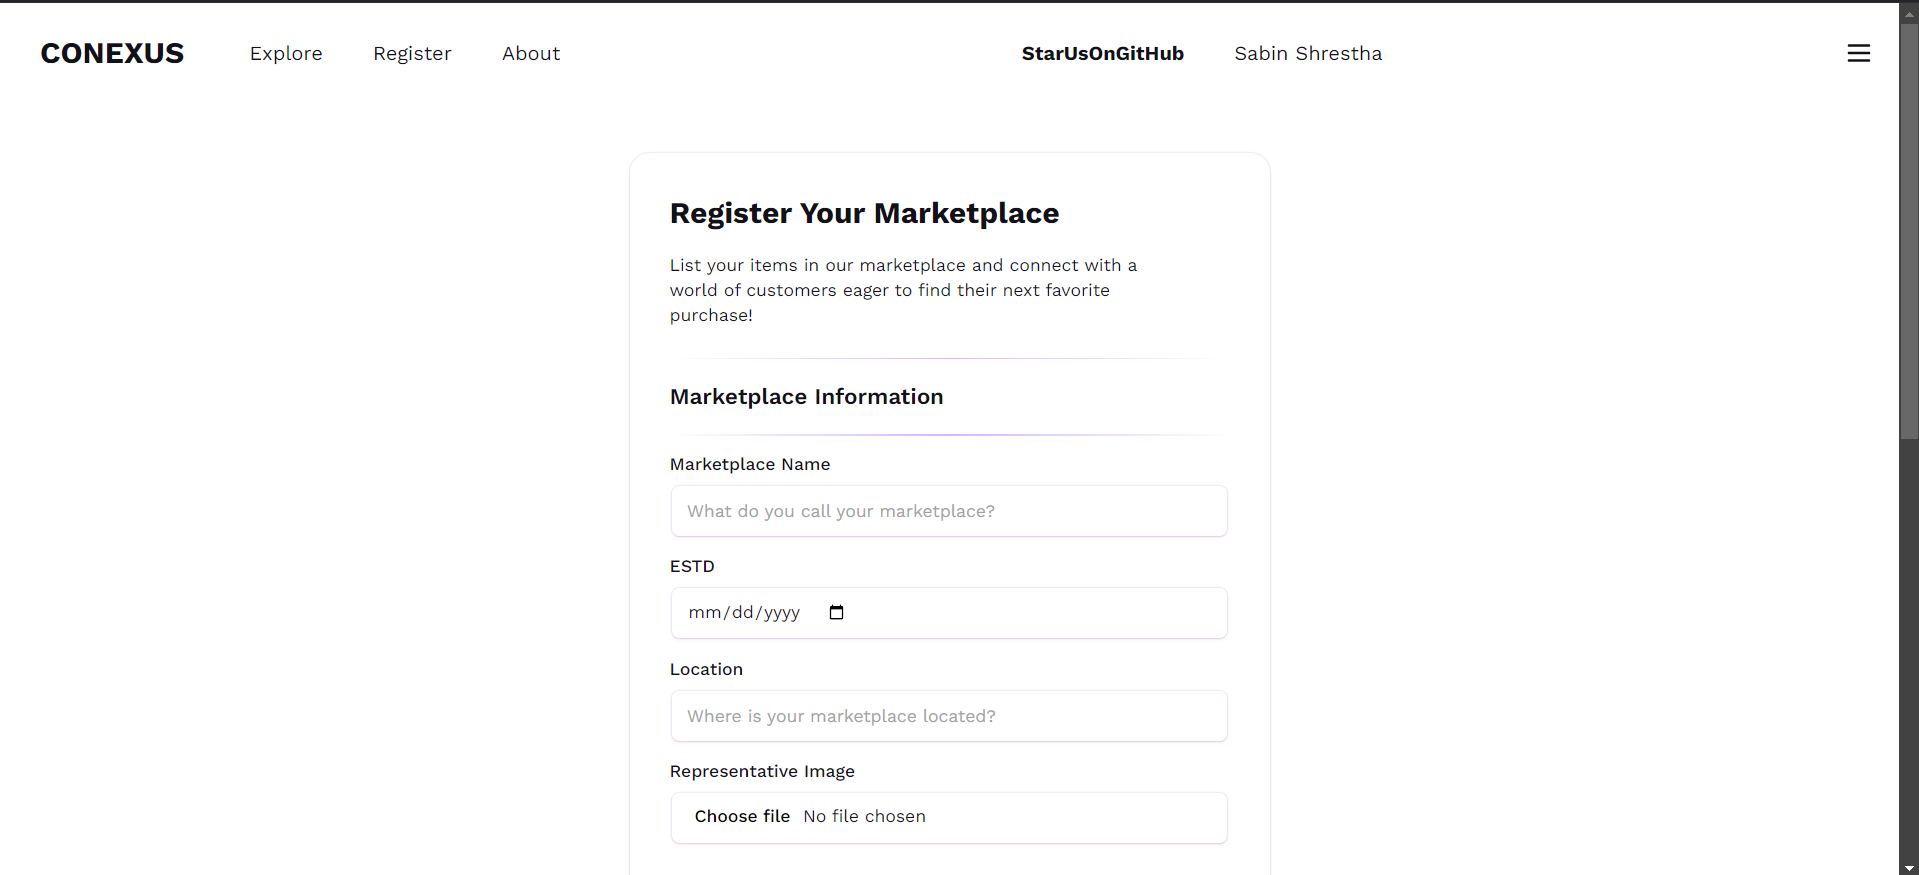 CONEXUS Explore Register About StarUsOnGitHub Sabin Shrestha
Register Your Marketplace
List your items in our marketplace and connect with a
world of customers eager to find their next favorite
purchase!
Marketplace Information
Marketplace Name
What do you call your marketplace?
ESTD
mm/dd/yyyy
Location
Where is your marketplace located?
Representative Image
Choose file No file chosen